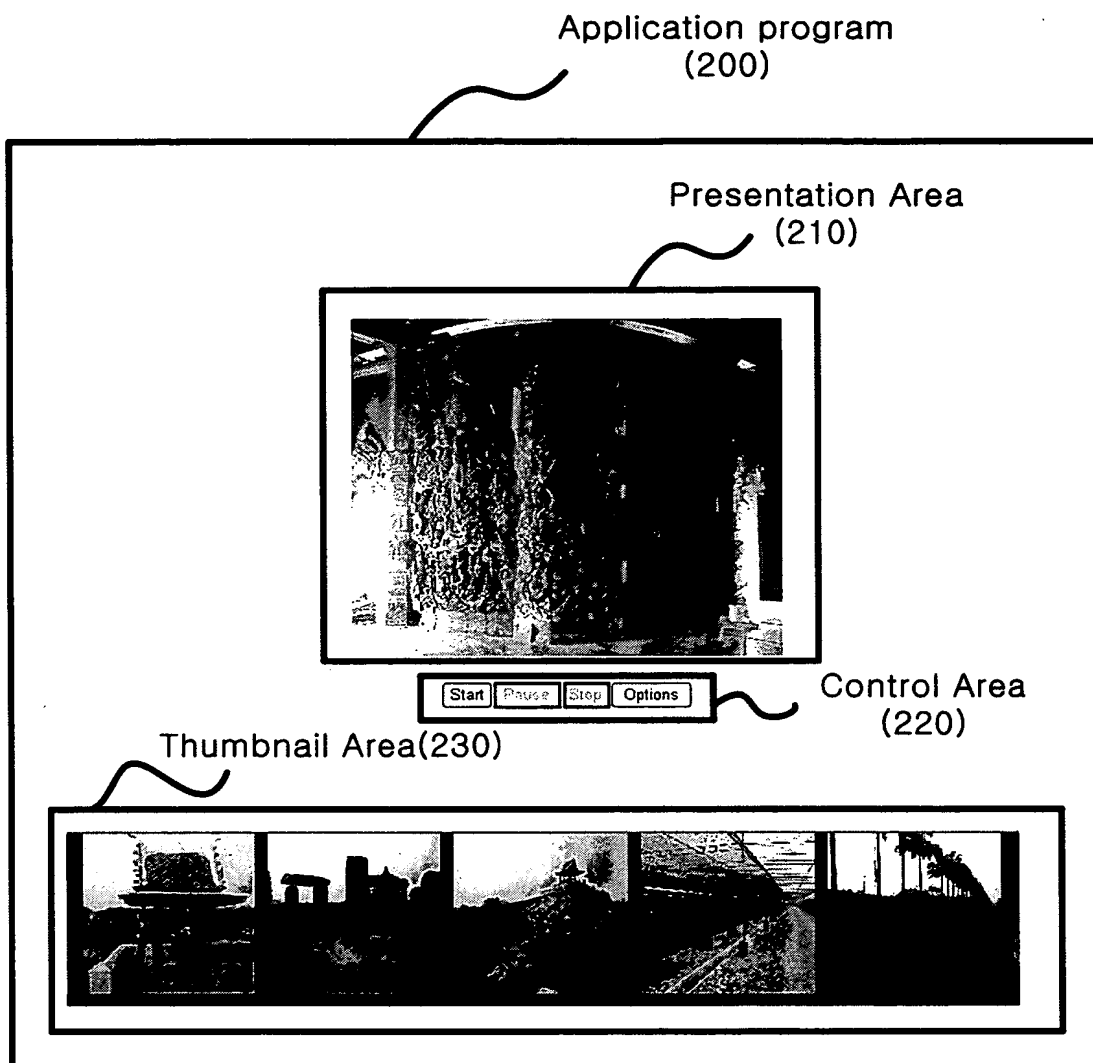 Application program
(200)
Presentation Area
(210)
Start Pause Stop Options
Control Area
(220)
Thumbnail Area(230)